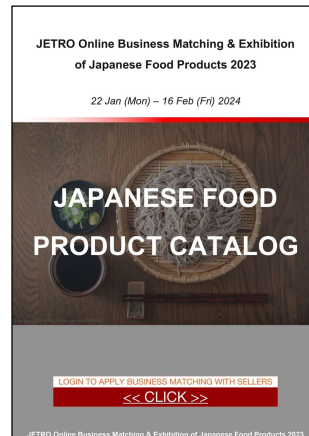 JETRO Online Business Matching & Exhibition
of Japanese Food Products 2023
22 Jan (Mon) – 16 Feb (Fri) 2024
JAPANESE FOOD
PRODUCT CATALOG
LOGIN TO APPLY BUSINESS MATCHING WITH SELLERS
<< CLICK >>
JETRO Online Business Matching & Exhibition of Japanese Food Products 2023